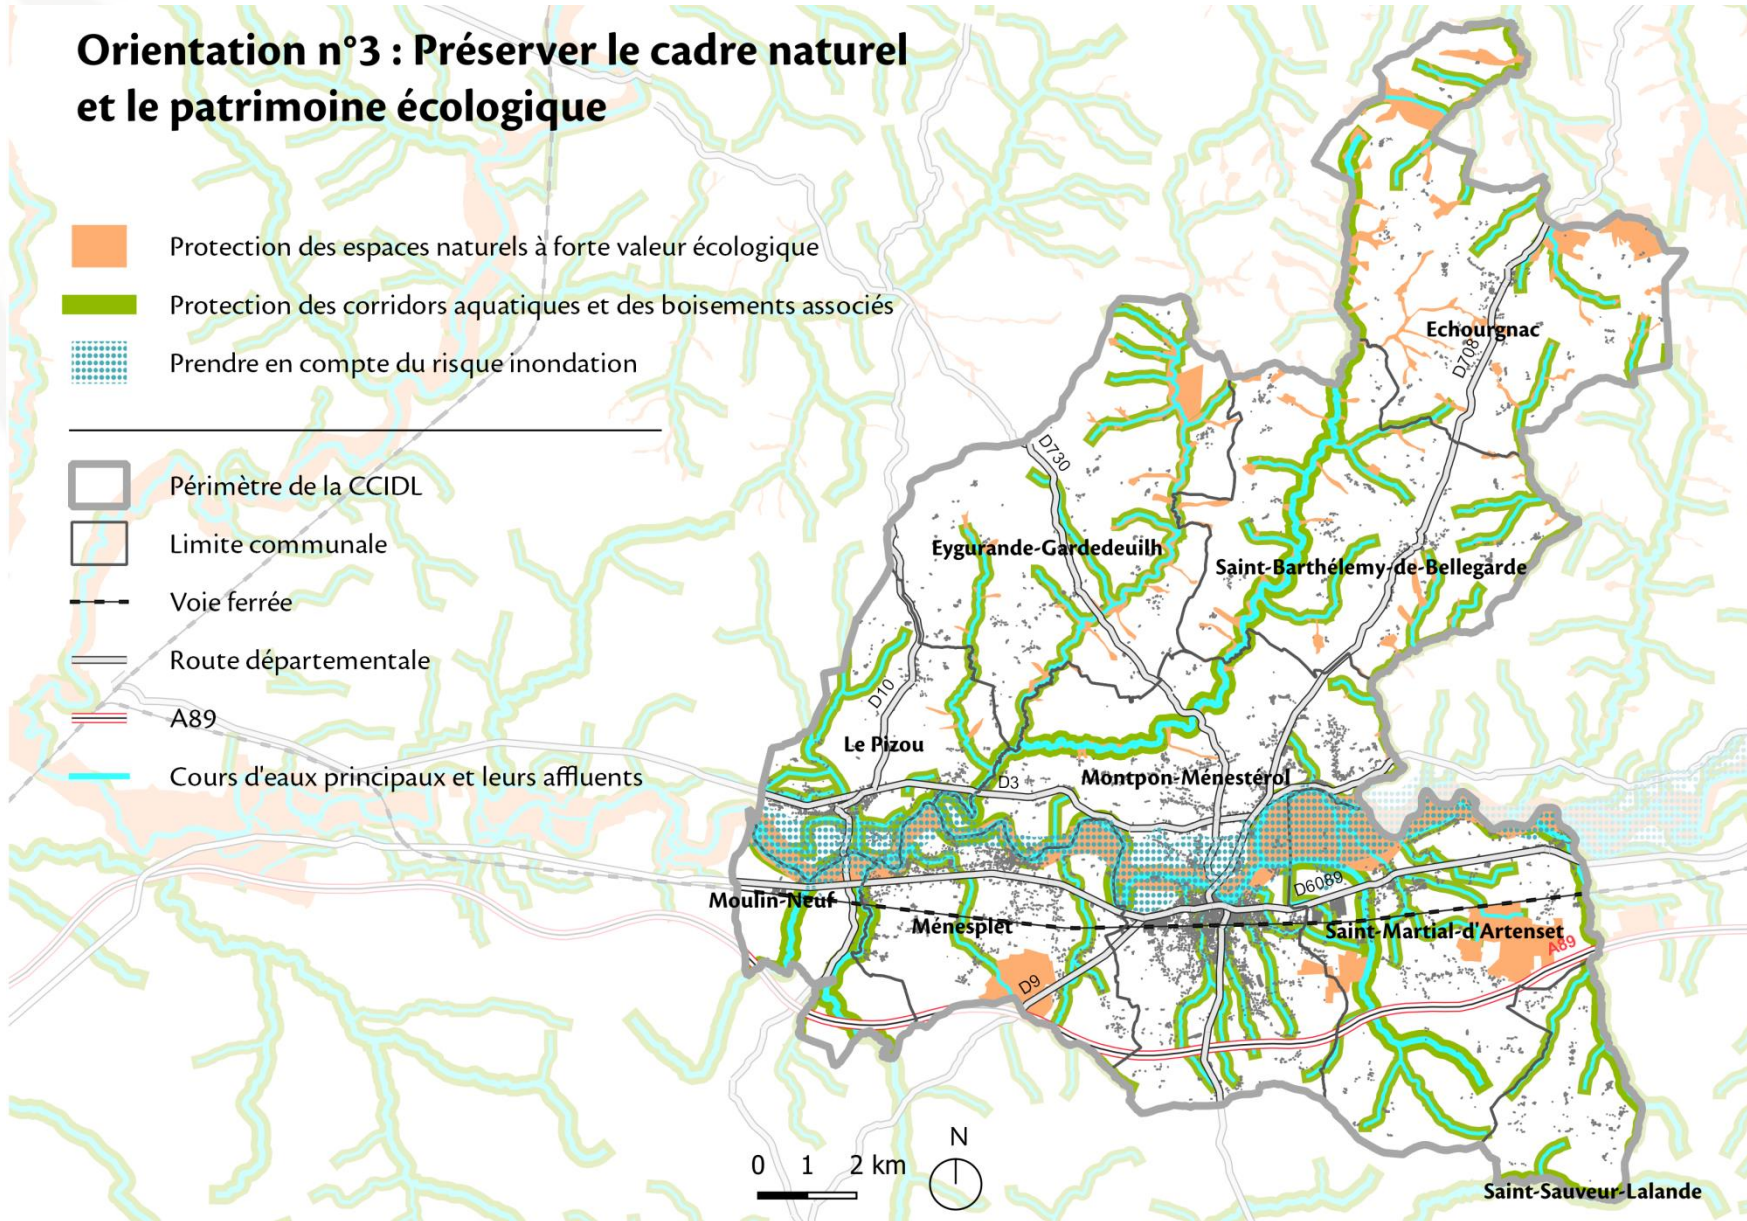 Orientation n°3 : Préserver le cadre naturel
et le patrimoine écologique
Protection des espaces naturels à forte valeur écologique
Protection des corridors aquatiques et des boisements associés
Prendre en compte du risque inondation
Périmètre de la CCIDL
Limite communale
Voie ferrée
Route départementale
A89
Cours d'eaux principaux et leurs affluents
Echourgnac
D708
D730
Eygurande-Gardedeuilh
Saint-Barthélemy-de-Bellegarde
D10
Le Pizou
D3
Montpon-Ménestérol
D6089
Moulin-Neuf
Ménesplet
Saint-Martial-d'Artenset
A89
D9
0 1 2 km
N
Saint-Sauveur-Lalande